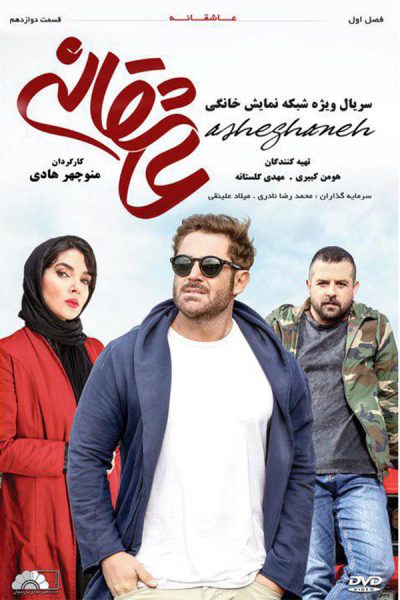 فصل اول
عاشقانه
قسمت دوازدهم
عاشقانه
سریال ویژه شبکه نمایش خانگی
asheghaneh
تهیه کنندگان
هومن کبیری . مهدی گلستانه
کارگردان
منوچهر هادی
سرمایه گذاران : محمد رضا نادری . میلاد علینقی
DVD
VIDEO